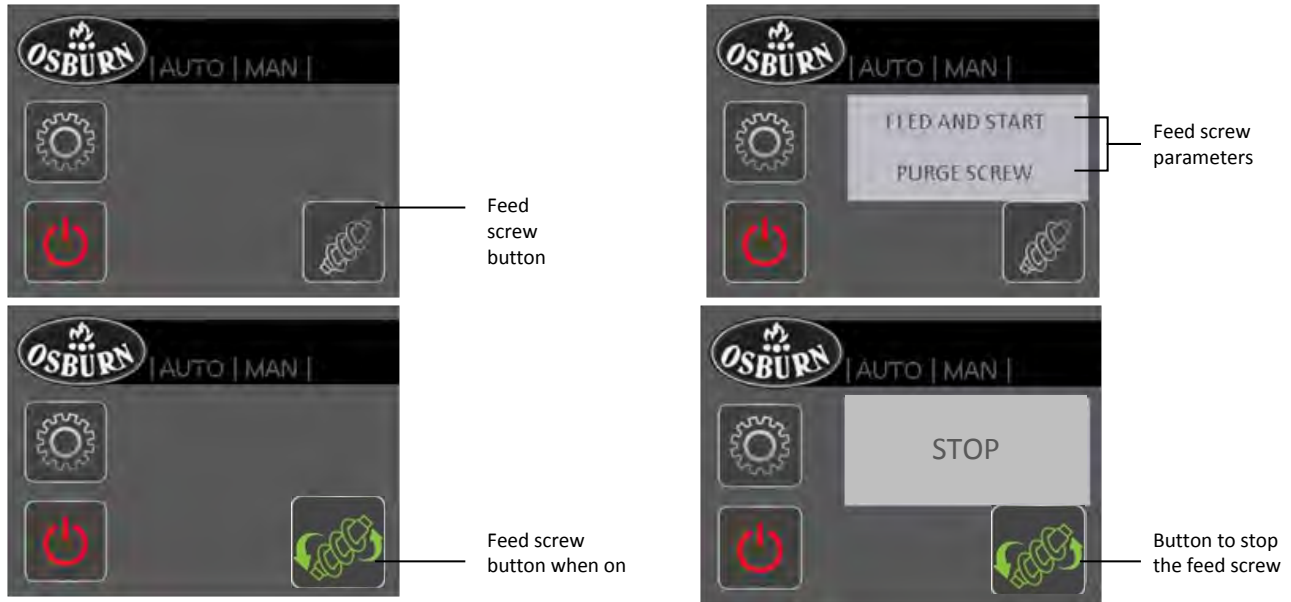 OSBURN
| AUTO | MAN |
Feed
screw
button
OSBURN
| AUTO | MAN |
FEED AND START
PURGE SCREW
Feed screw
parameters
OSBURN
| AUTO | MAN |
Feed screw
button when on
OSBURN
| AUTO | MAN |
STOP
Button to stop
the feed screw